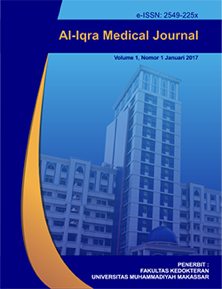 e-ISSN: 2549-225x
Al-Iqra Medical Journal
Volume 1, Nomor 1 Januari 2017
PENERBIT :
FAKULTAS KEDOKTERAN
UNIVERSITAS MUHAMMADIYAH MAKASSAR